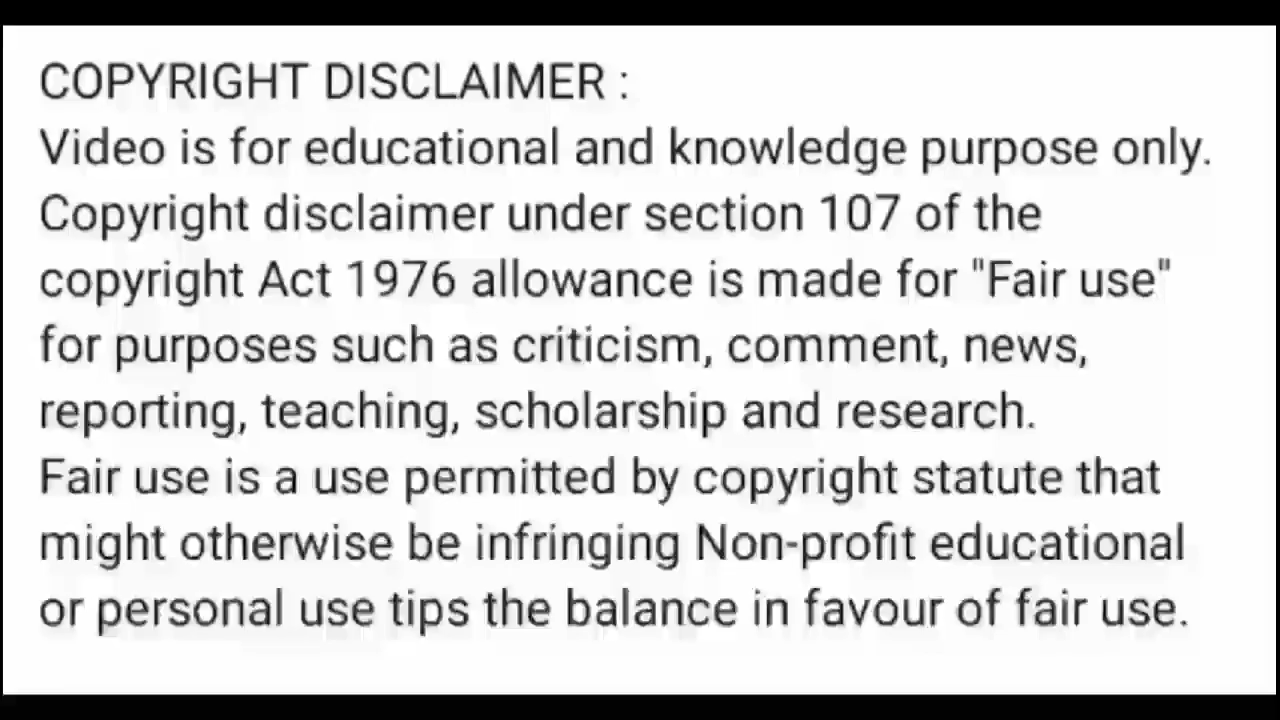 COPYRIGHT DISCLAIMER :
Video is for educational and knowledge purpose only.
Copyright disclaimer under section 107 of the
copyright Act 1976 allowance is made for "Fair use"
for purposes such as criticism, comment, news,
reporting, teaching, scholarship and research.
Fair use is a use permitted by copyright statute that
might otherwise be infringing Non-profit educational
or personal use tips the balance in favour of fair use.